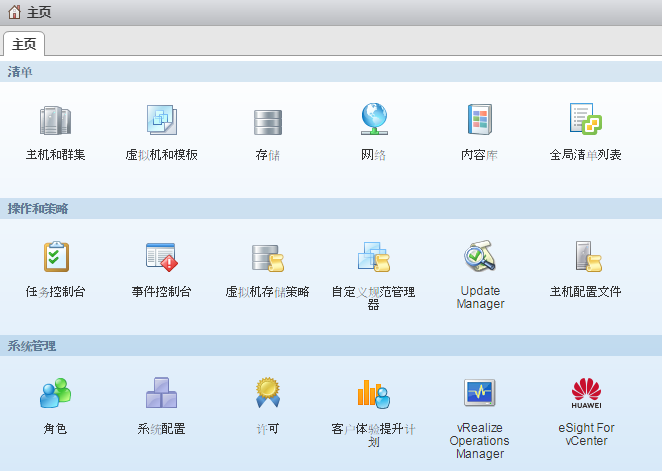 主页
主页
清单
主机和群集 虚拟机和模板 存储 网络 内容库 全局清单列表
操作和策略
任务控制台 事件控制台 虚拟机存储策略 自定义规范管理 Update 主机配置文件
器 Manager
系统管理
角色 系统配置 许可 客户体验提升计 vRealize eSight For
划 Operations vCenter
Manager
HUAWEI